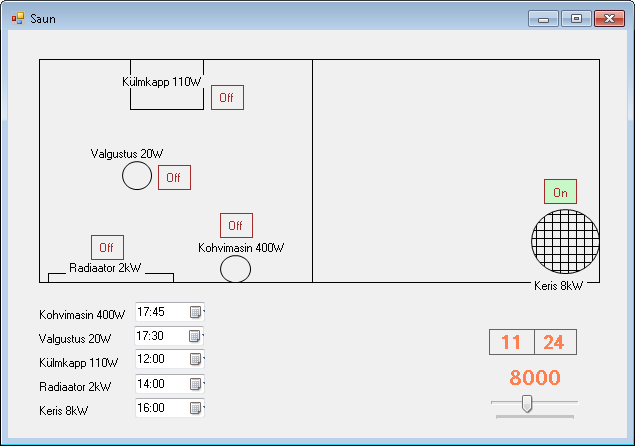 Saun
Külmkapp 110W
Off
Valgustus 20W
Off
On
Off
Off
Kohvimasin 400W
Radiaator 2kW
Keris 8kW
Kohvimasin 400W 17:45
Valgustus 20W 17:30
Külmkapp 110W 12:00
Radiaator 2kW 14:00
Keris 8kW 16:00
11 24
8000